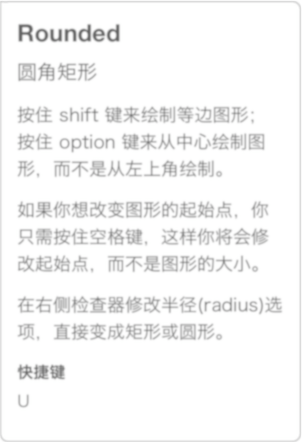 Rounded
圆角矩形
按住 shift 键来绘制等边图形；
按住 option 键来从中心绘制图
形，而不是从左上角绘制。
如果你想改变图形的起始点，你
只需按住空格键，这样你将会修
改起始点，而不是图形的大小。
在右侧检查器修改半径(radius)选
项，直接变成矩形或圆形。
快捷键
U